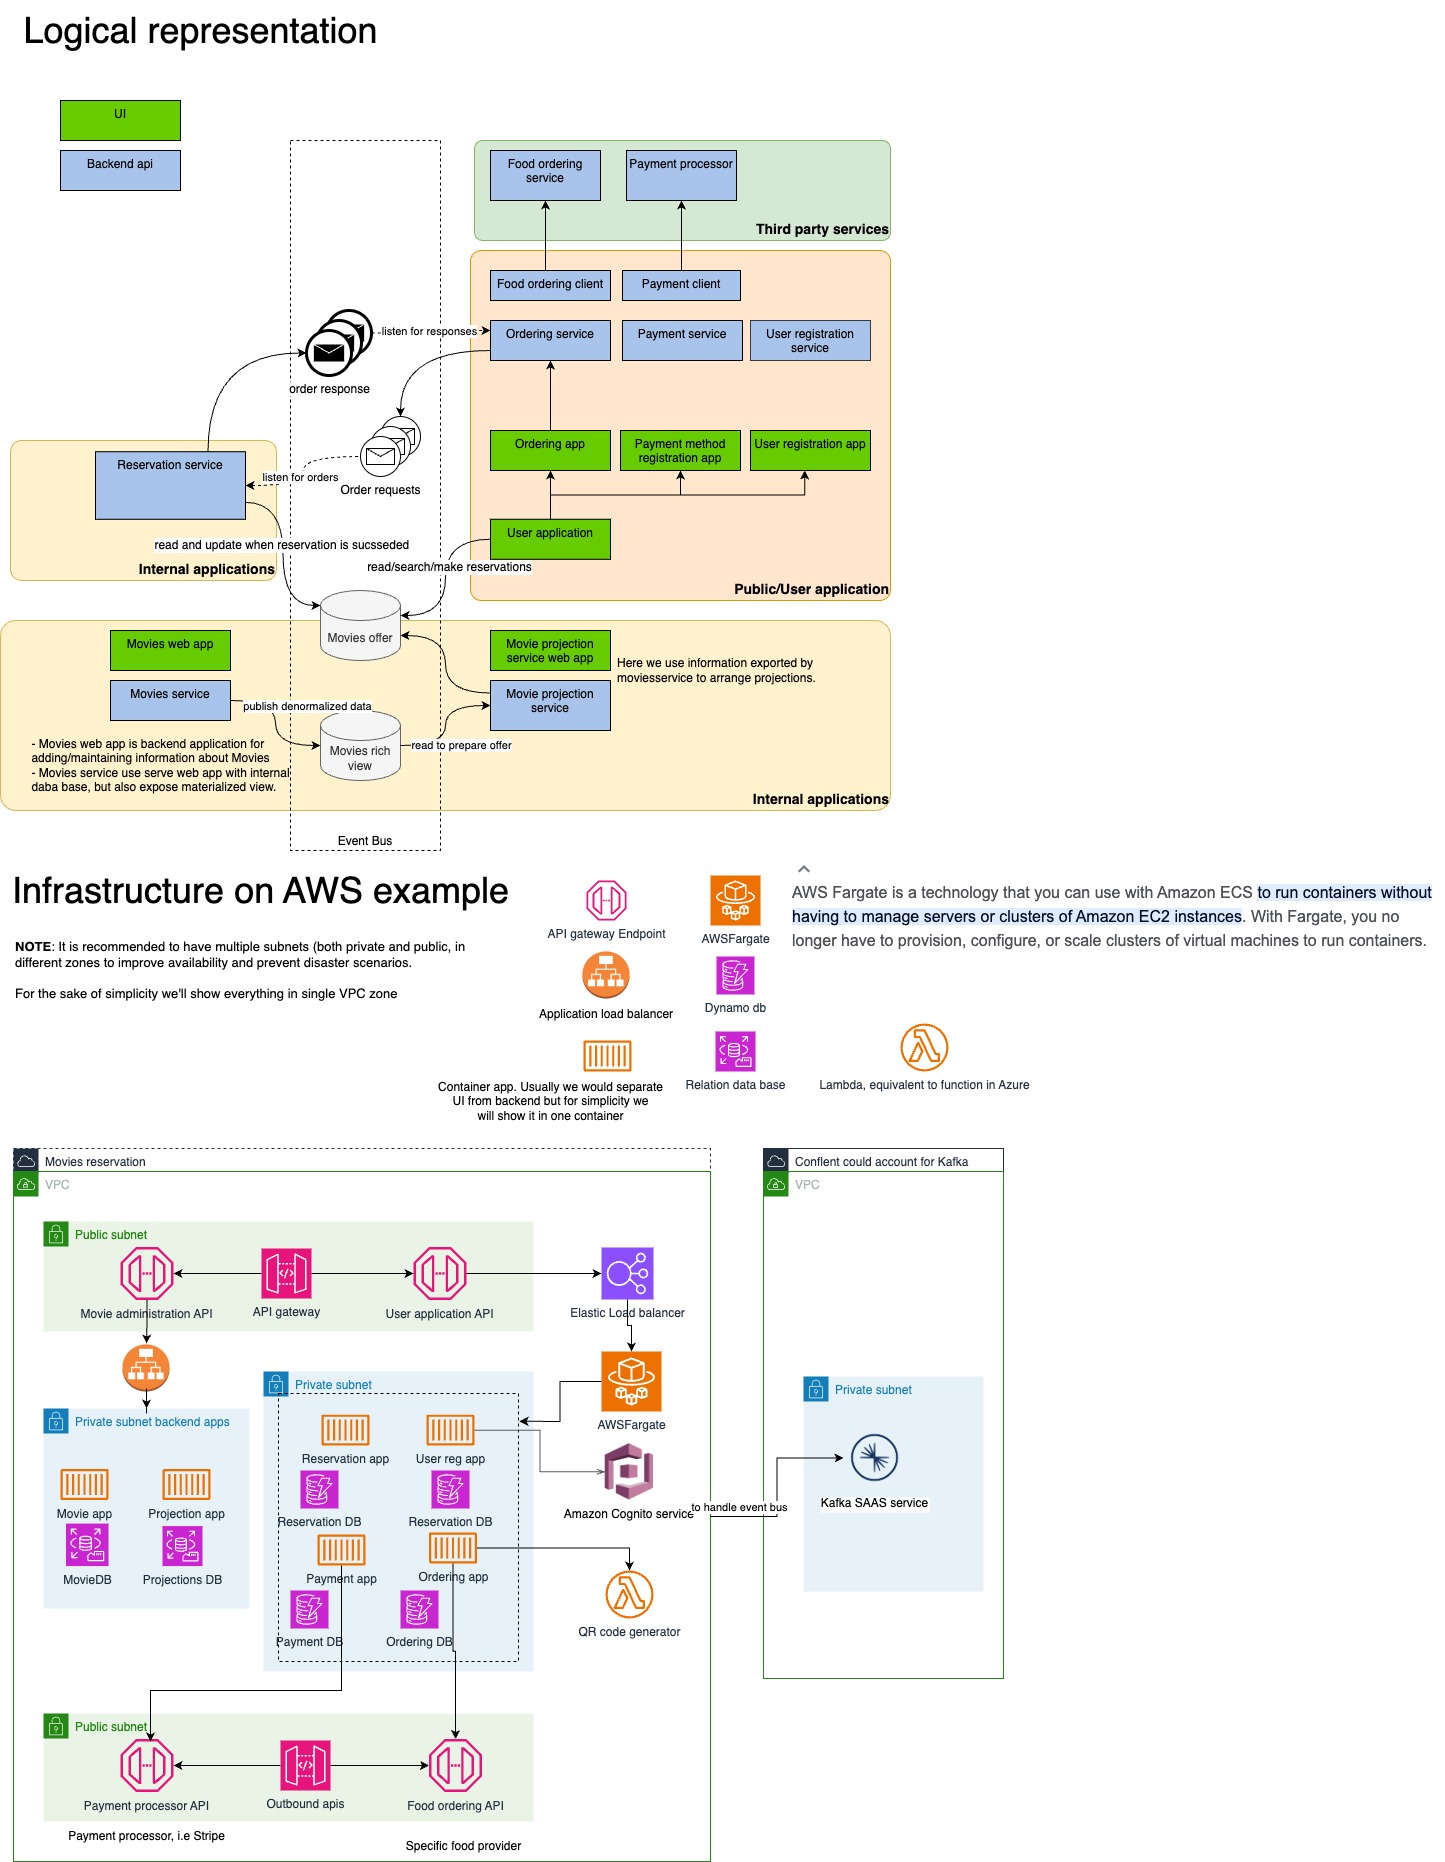 Logical representation
UI
Backend api
Food ordering
service
Payment processor
Third party services
Food ordering client
Payment client
listen for responses
Ordering service
Payment service
User registration
service
order response
Ordering app
Payment method
registration app
User registration app
Reservation service
listen for orders
Order requests
User application
read and update when reservation is sucsseded
Internal applications
read/search/make reservations
Public/User application
Movies offer
Movies web app
Movie projection
service web app
Here we use information exported by
moviesservice to arrange projections.
Movies service
publish denormalized data
Movie projection
service
- Movies web app is backend application for
adding/maintaining information about Movies
- Movies service use serve web app with internal
daba base, but also expose materialized view.
Movies rich
view
read to prepare offer
Internal applications
Event Bus
Infrastructure on AWS example
NOTE: It is recommended to have multiple subnets (both private and public, in
different zones to improve availability and prevent disaster scenarios.
For the sake of simplicity we'll show everything in single VPC zone
API gateway Endpoint
AWSFargate
AWS Fargate is a technology that you can use with Amazon ECS to run containers without
having to manage servers or clusters of Amazon EC2 instances. With Fargate, you no
longer have to provision, configure, or scale clusters of virtual machines to run containers.
Application load balancer
Dynamo db
Container app. Usually we would separate
UI from backend but for simplicity we
will show it in one container
Relation data base
Lambda, equivalent to function in Azure
Movies reservation
VPC
Conflent could account for Kafka
VPC
Public subnet
Movie administration API
API gateway
User application API
Elastic Load balancer
Private subnet
AWSFargate
Private subnet
Private subnet backend apps
Reservation app
User reg app
Movie app
Projection app
Amazon Cognito service
to handle event bus
Kafka SAAS service
Reservation DB
Reservation DB
MovieDB
Projections DB
Payment app
Ordering app
Payment DB
Ordering DB
QR code generator
Public subnet
Payment processor API
Outbound apis
Food ordering API
Payment processor, i.e Stripe
Specific food provider